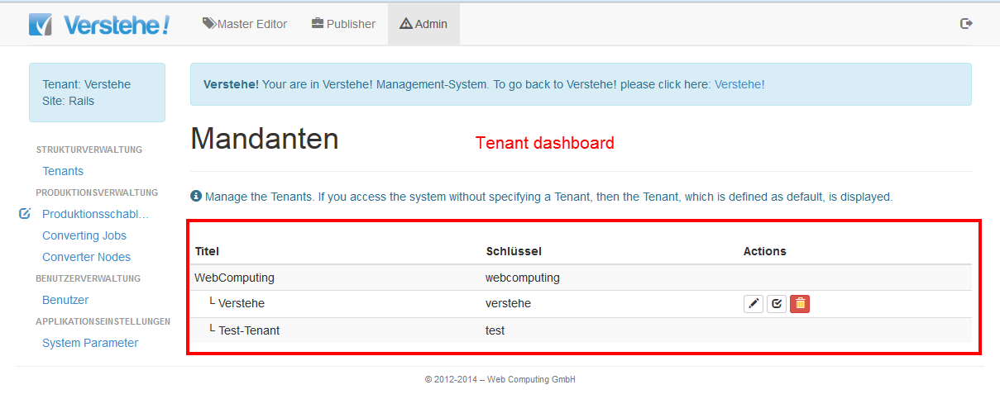 Verstehe! Master Editor Publisher Admin
Tenant: Verstehe
Site: Rails
Verstehe! Your are in Verstehe! Management-System. To go back to Verstehe! please click here: Verstehe!
Mandanten
Tenant dashboard
STRUKTURVERWALTUNG
Tenants
PRODUKTIONSVERWALTUNG
Produktionsschabl...
Converting Jobs
Converter Nodes
BENUTZERVERWALTUNG
Benutzer
APPLIKATIONSEINSTELLUNGEN
System Parameter
Manage the Tenants. If you access the system without specifying a Tenant, then the Tenant, which is defined as default, is displayed.
Titel Schlüssel Actions
WebComputing webcomputing
└ Verstehe verstehe
└ Test-Tenant test
© 2012-2014 – Web Computing GmbH